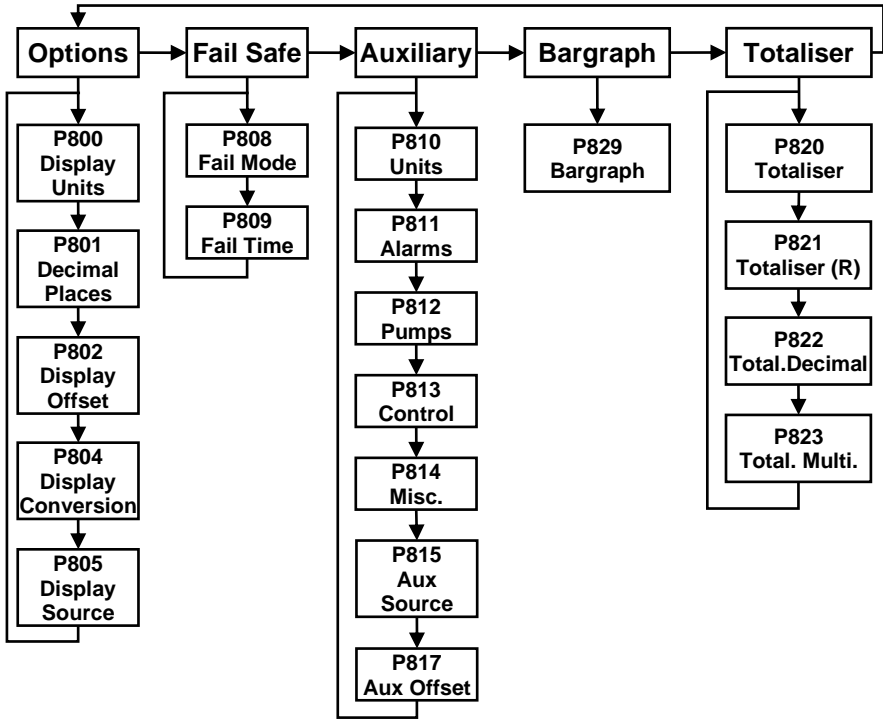 Options
Fail Safe
Auxiliary
Bargraph
Totaliser
P800
Display
Units
P801
Decimal
Places
P802
Display
Offset
P804
Display
Conversion
P805
Display
Source
P808
Fail Mode
P809
Fail Time
P810
Units
P811
Alarms
P812
Pumps
P813
Control
P814
Misc.
P815
Aux
Source
P817
Aux Offset
P829
Bargraph
P820
Totaliser
P821
Totaliser (R)
P822
Total.Decimal
P823
Total. Multi.